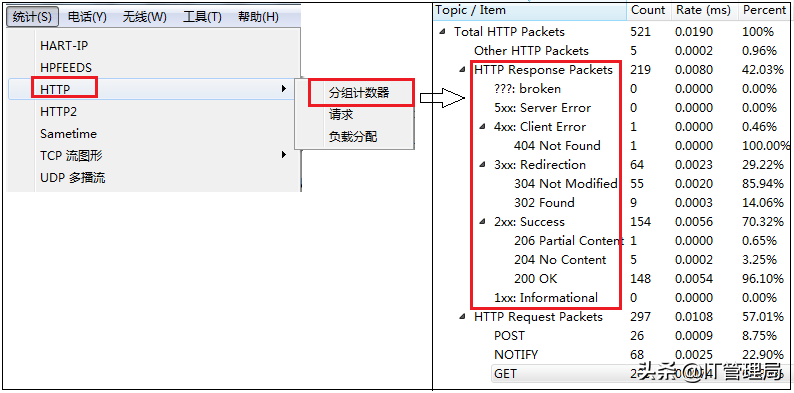 统计(S) 电话(Y) 无线(W) 工具(T) 帮助(H)
HART-IP
HPFEEDS
HTTP
HTTP2
Sametime
TCP 流图形
UDP 多播流
分组计数器
请求
负载分配
Topic / Item Count Rate (ms) Percent
Total HTTP Packets 521 0.0190 100%
Other HTTP Packets 5 0.0002 0.96%
HTTP Response Packets 219 0.0080 42.03%
???: broken 0 0.0000 0.00%
5xx: Server Error 0 0.0000 0.00%
4xx: Client Error 1 0.0000 0.46%
404 Not Found 1 0.0000 100.00%
3xx: Redirection 64 0.0023 29.22%
304 Not Modified 55 0.0020 85.94%
302 Found 9 0.0003 14.06%
2xx: Success 154 0.0056 70.32%
206 Partial Content 1 0.0000 0.65%
204 No Content 5 0.0002 3.25%
200 OK 148 0.0054 96.10%
1xx: Informational 0 0.0000 0.00%
HTTP Request Packets 297 0.0108 57.01%
POST 26 0.0009 8.75%
NOTIFY 68 0.0025 22.90%
GET
头条@IT管理局